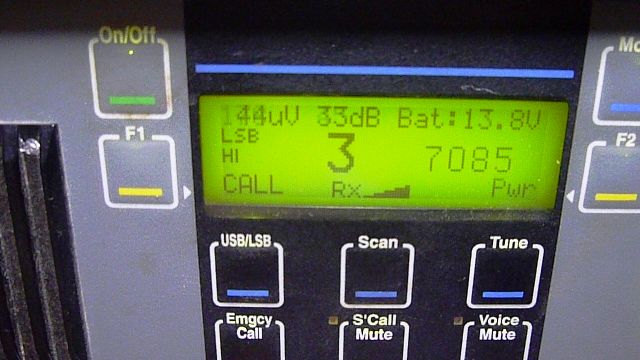 On/Off
Mo
144uV 33dB Bat:13.8V
LSB
HI
3
7085
CALL
Rx
Pwr
F1
F2
USB/LSB
Scan
Tune
Emgcy
Call
S'Call
Mute
Voice
Mute